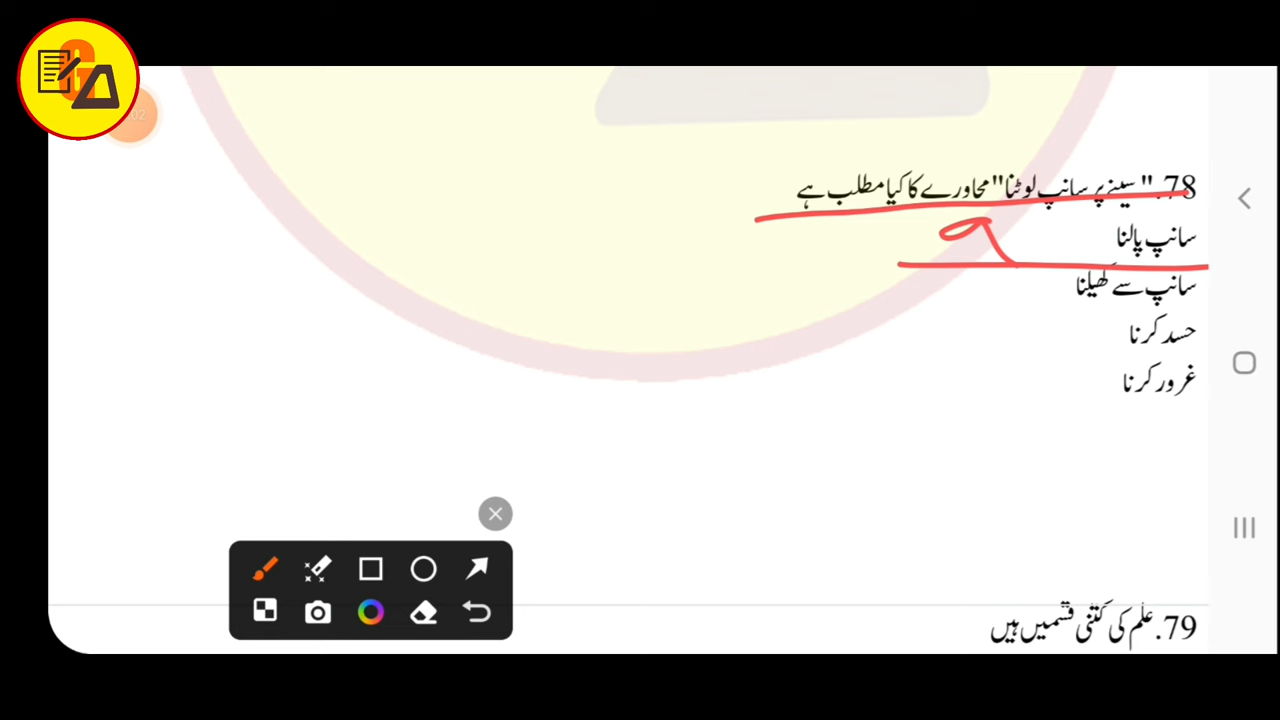 78. "سینے پر سانپ لوٹنا" محاورے کا کیا مطلب ہے
سانپ پالنا
سانپ سے کھیلنا
حسد کرنا
غرور کرنا
79. علم کی کتنی قسمیں ہیں